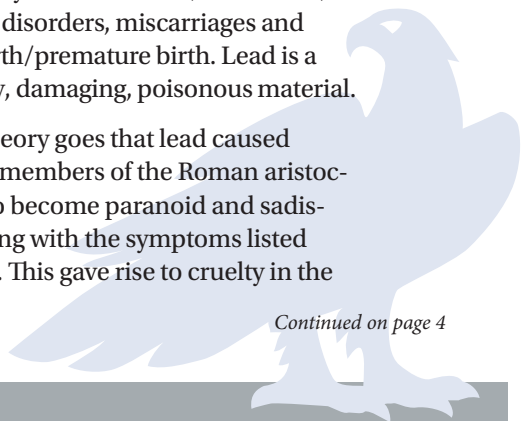 disorders, miscarriages and
th/premature birth. Lead is a
, damaging, poisonous material.
eory goes that lead caused
members of the Roman aristoc-
become paranoid and sadis-
ng with the symptoms listed
. This gave rise to cruelty in the
Continued on page 4